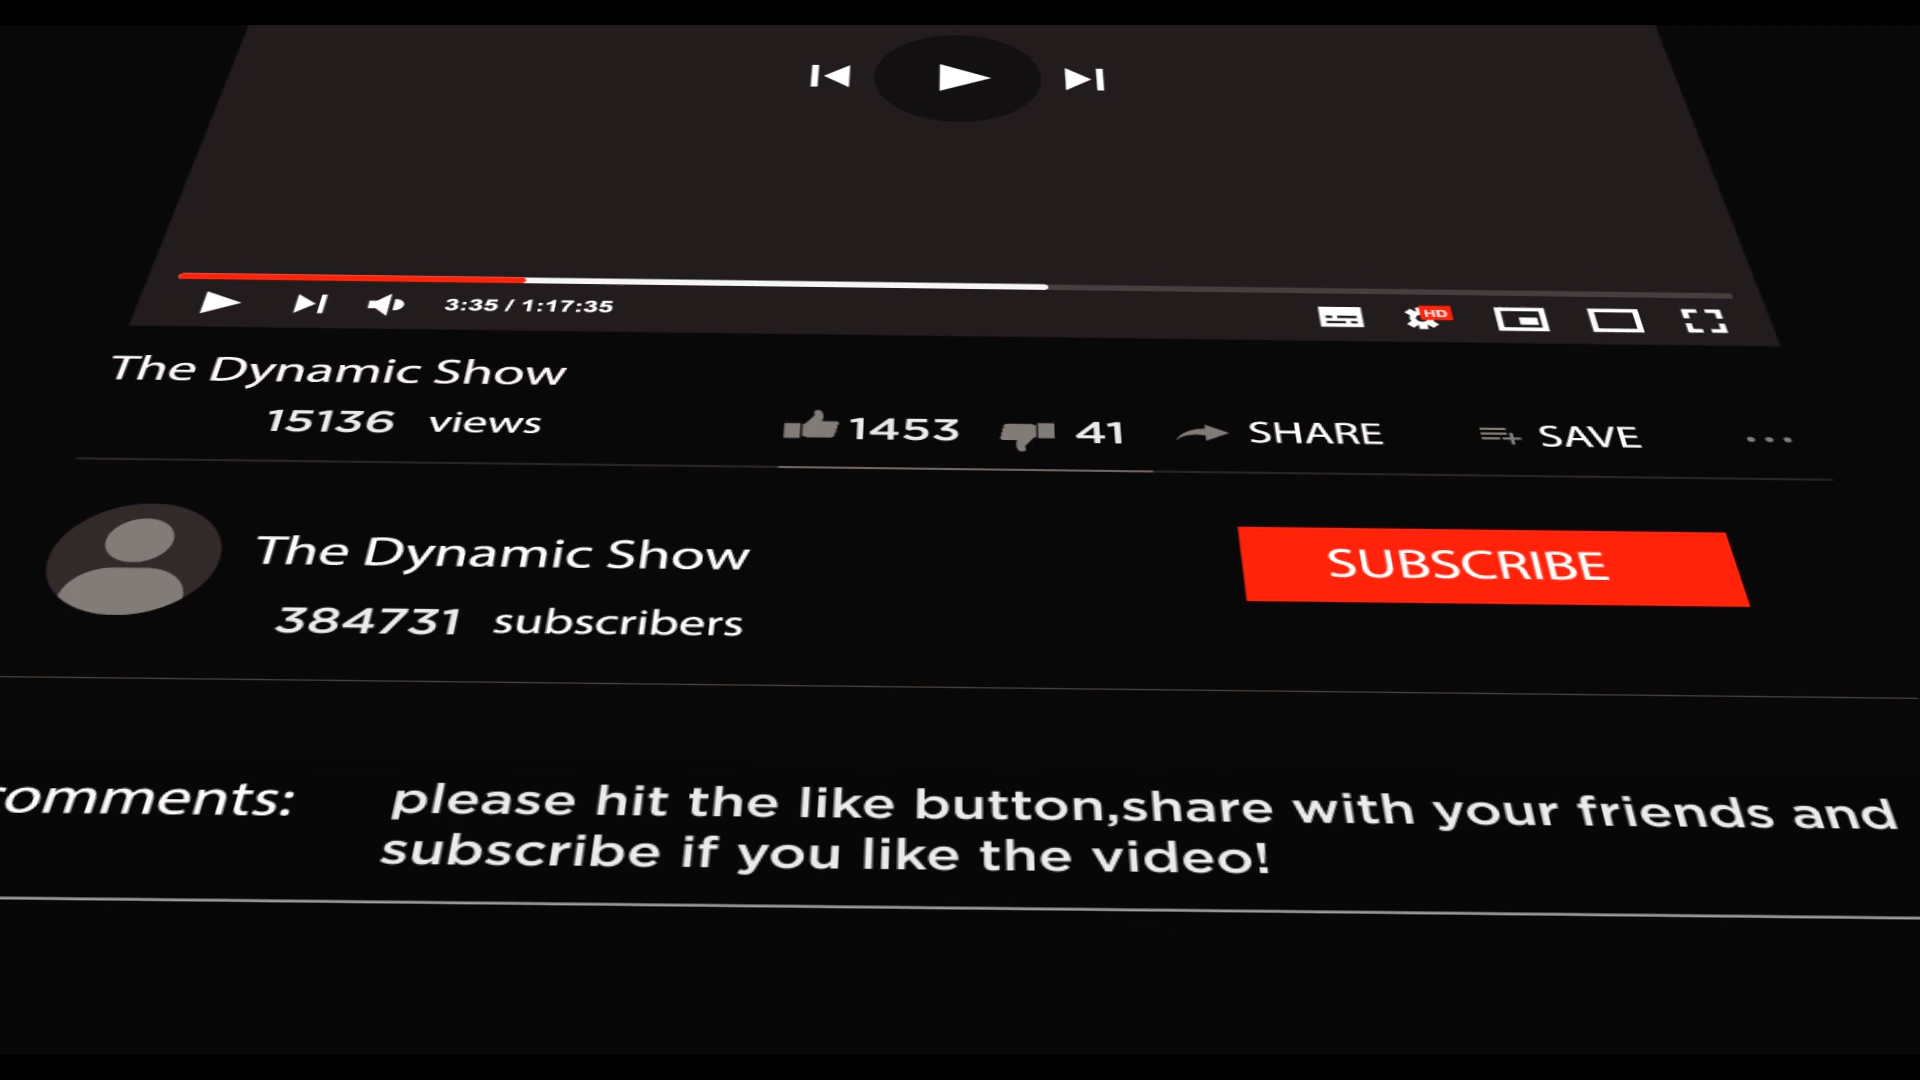 3:35 / 1:17:35
HD
The Dynamic Show
15136 views
1453
41
SHARE
SAVE
The Dynamic Show
384731 subscribers
SUBSCRIBE
comments:
please hit the like button,share with your friends and
subscribe if you like the video!